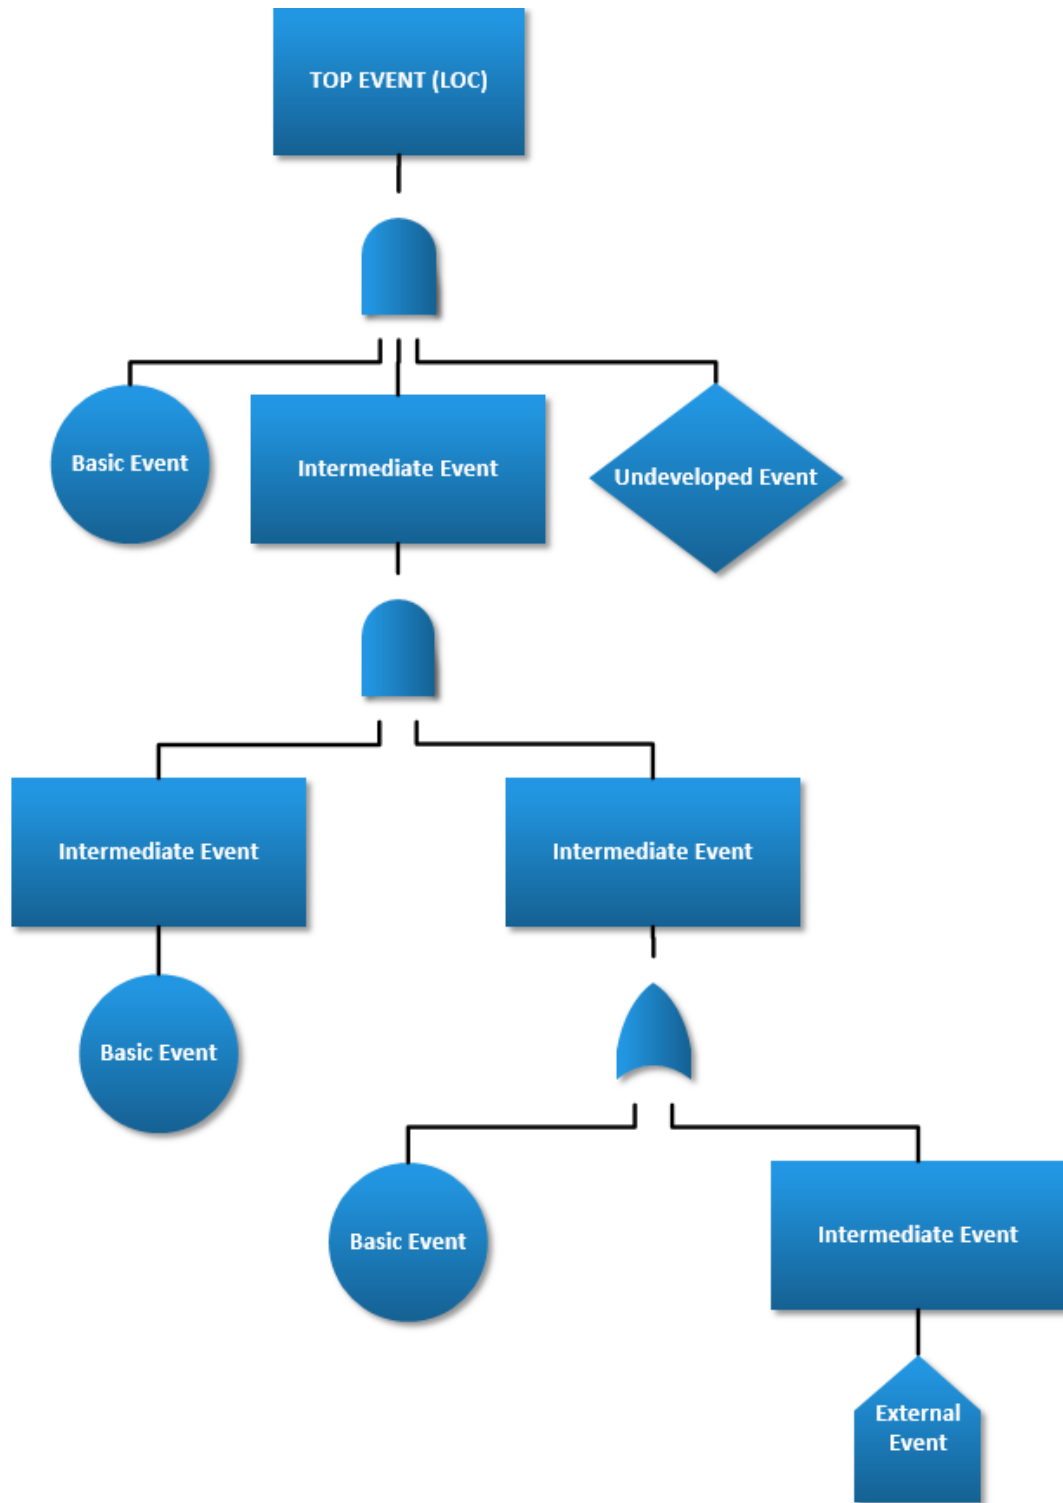 TOP EVENT (LOC)
Basic Event
Intermediate Event
Undeveloped Event
Intermediate Event
Intermediate Event
Basic Event
Basic Event
Intermediate Event
External
Event